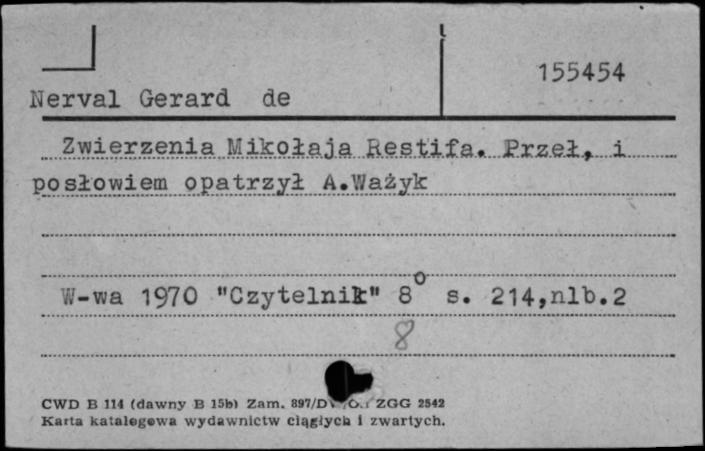 155454
Nerval Gerard de
Zwierzenia Mikołaja Restifa. Przeł, i
posłowiem opatrzył A.Ważyk
W-wa 1970 "Czytelnik" 8° s. 214,nlb.2
8
CWD B 114 (dawny B 15b) Zam. 897/D ZGG 2542
Karta katalogowa wydawnictw ciągłych i zwartych.